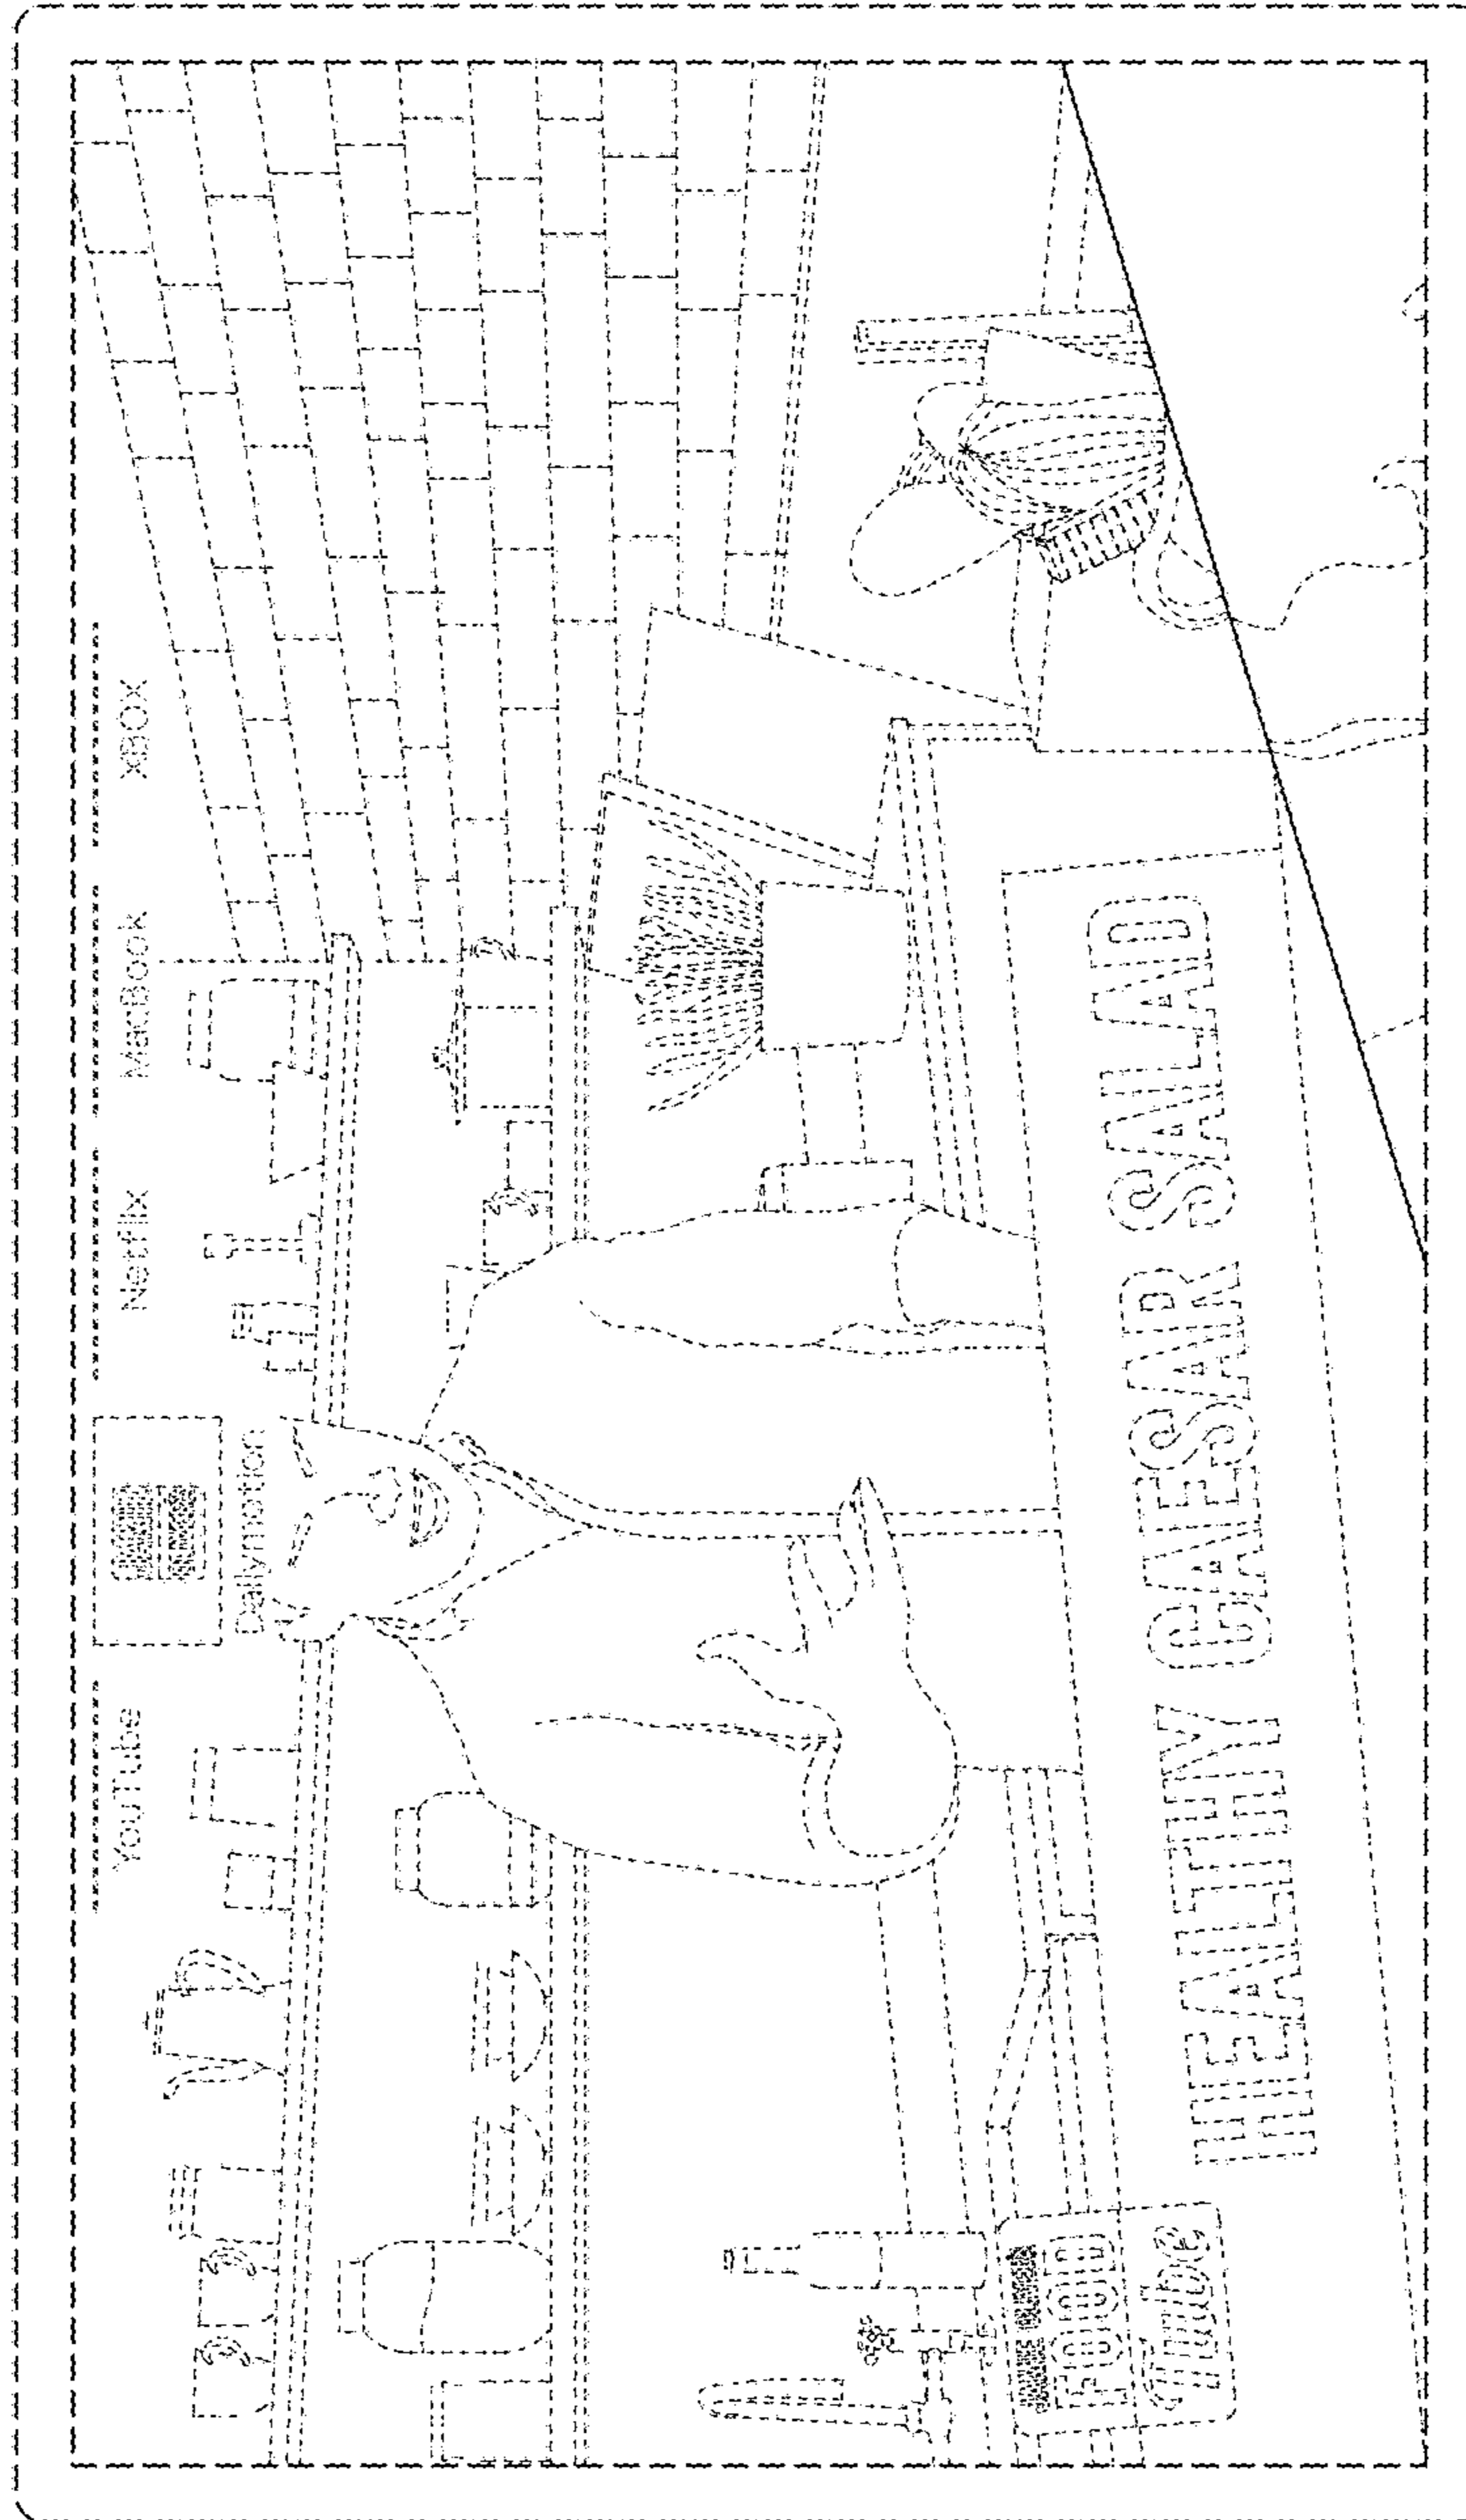 YouTube
Dailymotion
Netflix
MacBook
XBOX
HEALTHY CAESAR SALAD
FOOD
Tube